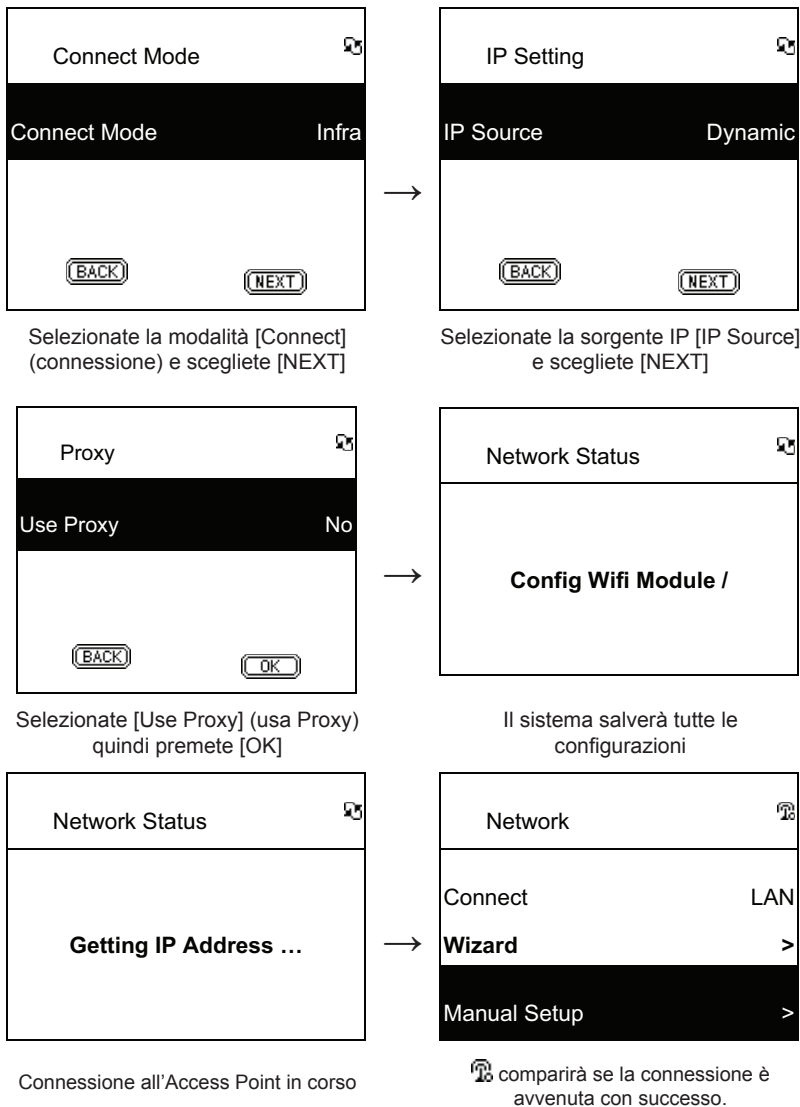 Connect Mode
Connect Mode Infra
BACK NEXT
Selezionate la modalità [Connect]
(connessione) e scegliete [NEXT]
→
IP Setting
IP Source Dynamic
BACK NEXT
Selezionate la sorgente IP [IP Source]
e scegliete [NEXT]
Proxy
Use Proxy No
BACK OK
Selezionate [Use Proxy] (usa Proxy)
quindi premete [OK]
→
Network Status
Config Wifi Module /
Il sistema salverà tutte le
configurazioni
Network Status
Getting IP Address …
Connessione all’Access Point in corso
→
Network
Connect LAN
Wizard >
Manual Setup >
comparirà se la connessione è
avvenuta con successo.